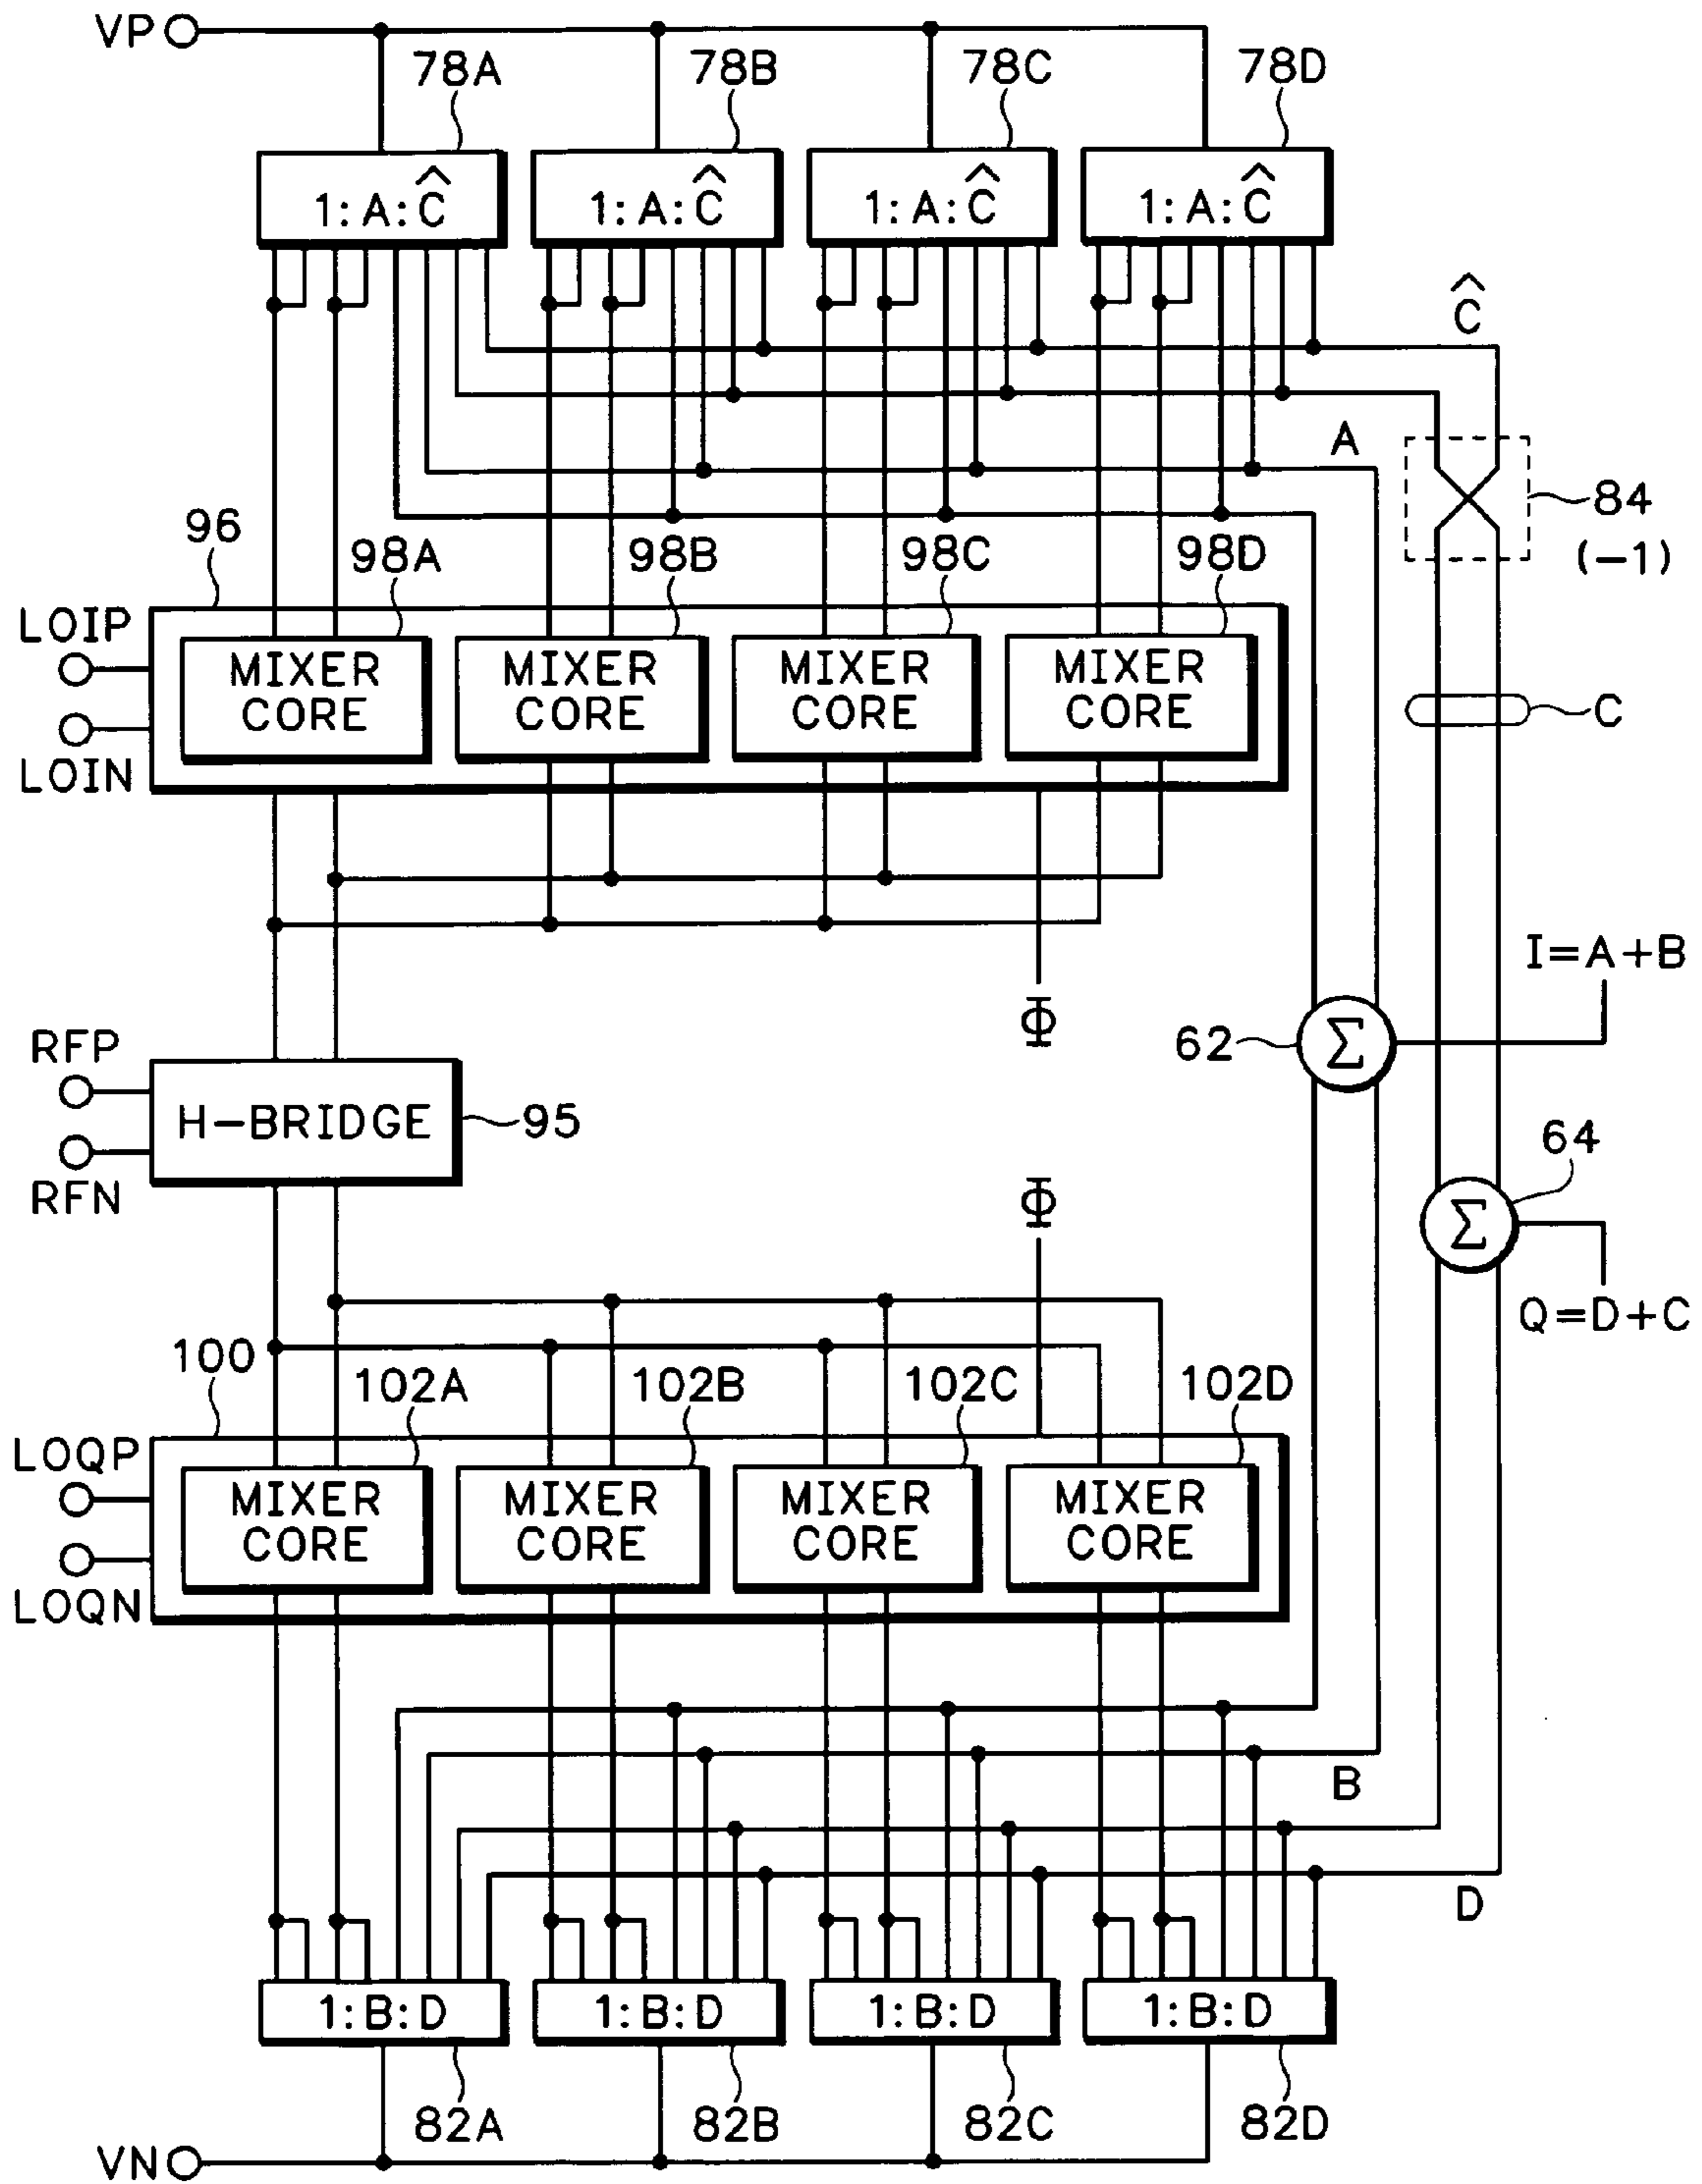 VP
78A 78B 78C 78D
1:A:Ĉ 1:A:Ĉ 1:A:Ĉ 1:A:Ĉ
Ĉ
A
84
(-1)
96
98A 98B 98C 98D
LOIP
LOIN
MIXER CORE
MIXER CORE
MIXER CORE
MIXER CORE
C
Φ
I=A+B
62
Σ
RFP
RFN
H-BRIDGE
95
64
Σ
Φ
Q=D+C
100
102A 102B 102C 102D
LOQP
LOQN
MIXER CORE
MIXER CORE
MIXER CORE
MIXER CORE
B
D
1:B:D 1:B:D 1:B:D 1:B:D
82A 82B 82C 82D
VN